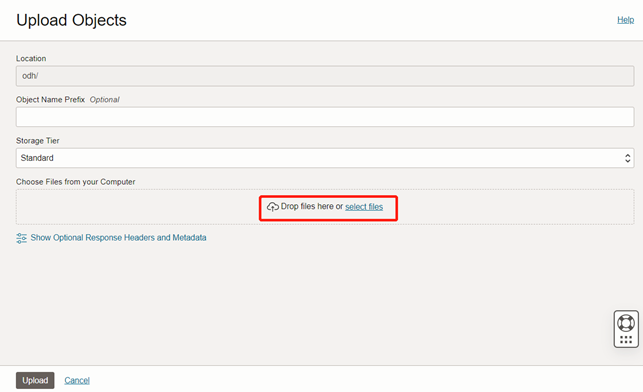 Upload Objects
Help
Location
odh/
Object Name Prefix Optional
Storage Tier
Standard
Choose Files from your Computer
Drop files here or select files
Show Optional Response Headers and Metadata
Upload
Cancel